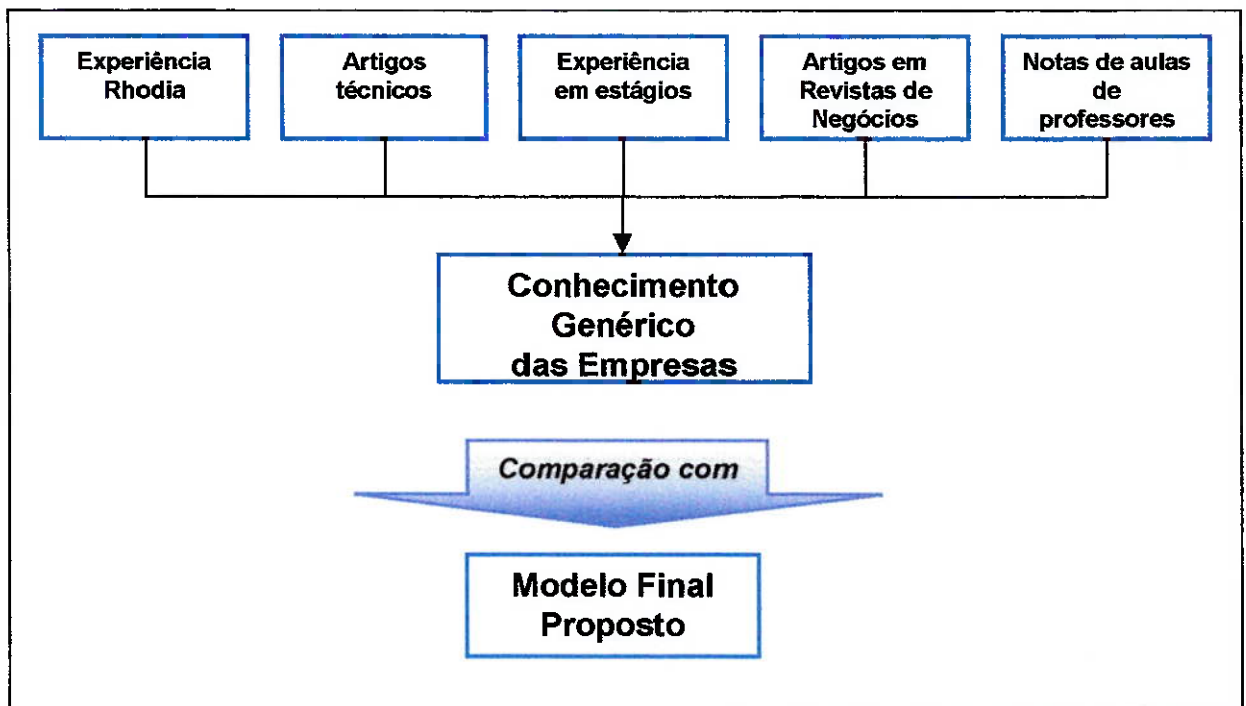 Experiência
Rhodia
Artigos
técnicos
Experiência
em estágios
Artigos em
Revistas de
Negócios
Notas de aulas
de
professores
Conhecimento
Genérico
das Empresas
Comparação com
Modelo Final
Proposto